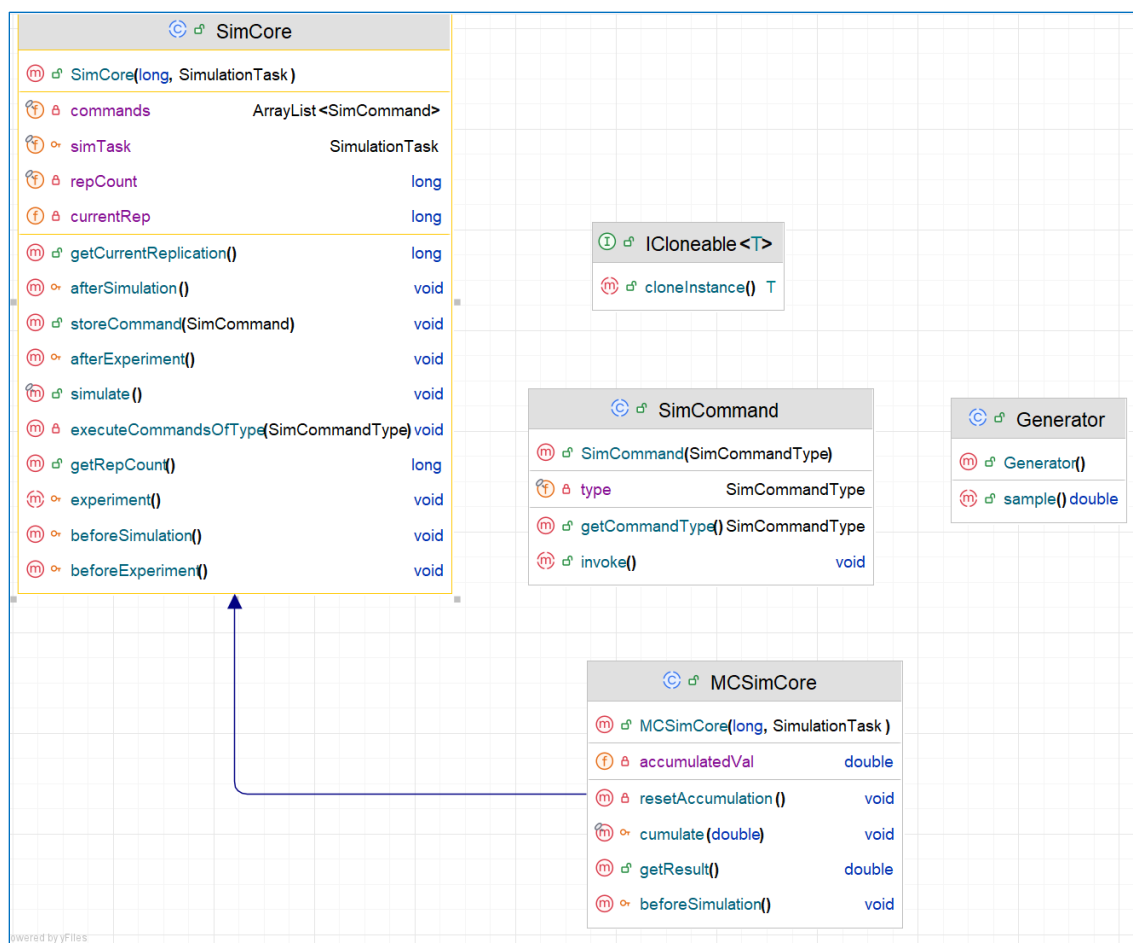 SimCore
SimCore(long, SimulationTask)
commands ArrayList<SimCommand>
simTask SimulationTask
repCount long
currentRep long
getCurrentReplication() long
afterSimulation() void
storeCommand(SimCommand) void
afterExperiment() void
simulate() void
executeCommandsOfType(SimCommandType) void
getRepCount() long
experiment() void
beforeSimulation() void
beforeExperiment() void
ICloneable<T>
cloneInstance() T
SimCommand
SimCommand(SimCommandType)
type SimCommandType
getCommandType() SimCommandType
invoke() void
Generator
Generator()
sample() double
MCSimCore
MCSimCore(long, SimulationTask)
accumulatedVal double
resetAccumulation() void
cumulate(double) void
getResult() double
beforeSimulation() void
owered by yFiles